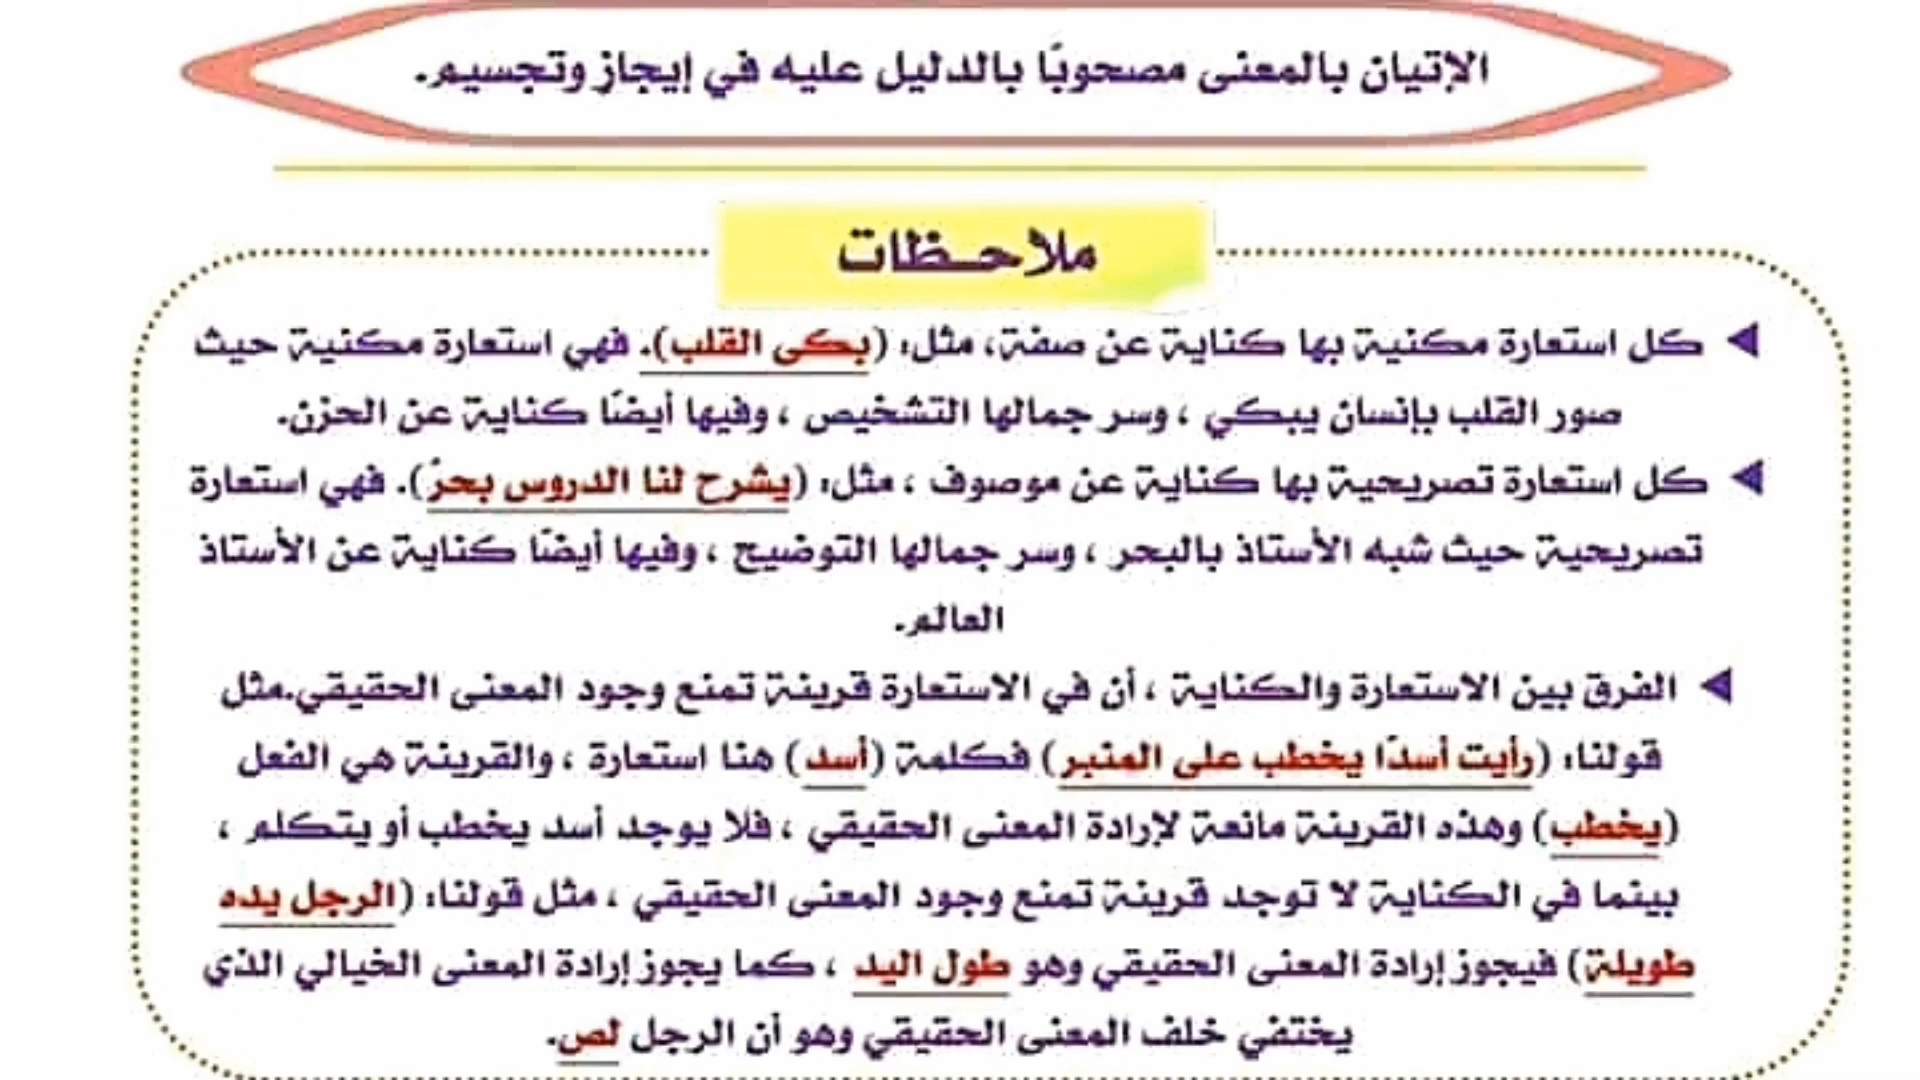 الإتيان بالمعنى مصحوبًا بالدليل عليه في إيجاز وتجسيم.
ملاحظات
كل استعارة مكنية بها كناية عن صفة، مثل: (بكى القلب). فهي استعارة مكنية حيث
صور القلب بإنسان يبكي ، وسر جمالها التشخيص ، وفيها أيضًا كناية عن الحزن.
كل استعارة تصريحية بها كناية عن موصوف ، مثل: (يشرح لنا الدروس بحرٌ). فهي استعارة
تصريحية حيث شبه الأستاذ بالبحر ، وسر جمالها التوضيح ، وفيها أيضًا كناية عن الأستاذ
العالم.
الفرق بين الاستعارة والكناية ، أن في الاستعارة قرينة تمنع وجود المعنى الحقيقي.مثل
قولنا: (رأيت أسدًا يخطب على المنبر) فكلمة (أسد) هنا استعارة ، والقرينة هي الفعل
(يخطب) وهذه القرينة مانعة لإرادة المعنى الحقيقي ، فلا يوجد أسد يخطب أو يتكلم ،
بينما في الكناية لا توجد قرينة تمنع وجود المعنى الحقيقي ، مثل قولنا: (الرجل يده
طويلة) فيجوز إرادة المعنى الحقيقي وهو طول اليد ، كما يجوز إرادة المعنى الخيالي الذي
يختفي خلف المعنى الحقيقي وهو أن الرجل لص.